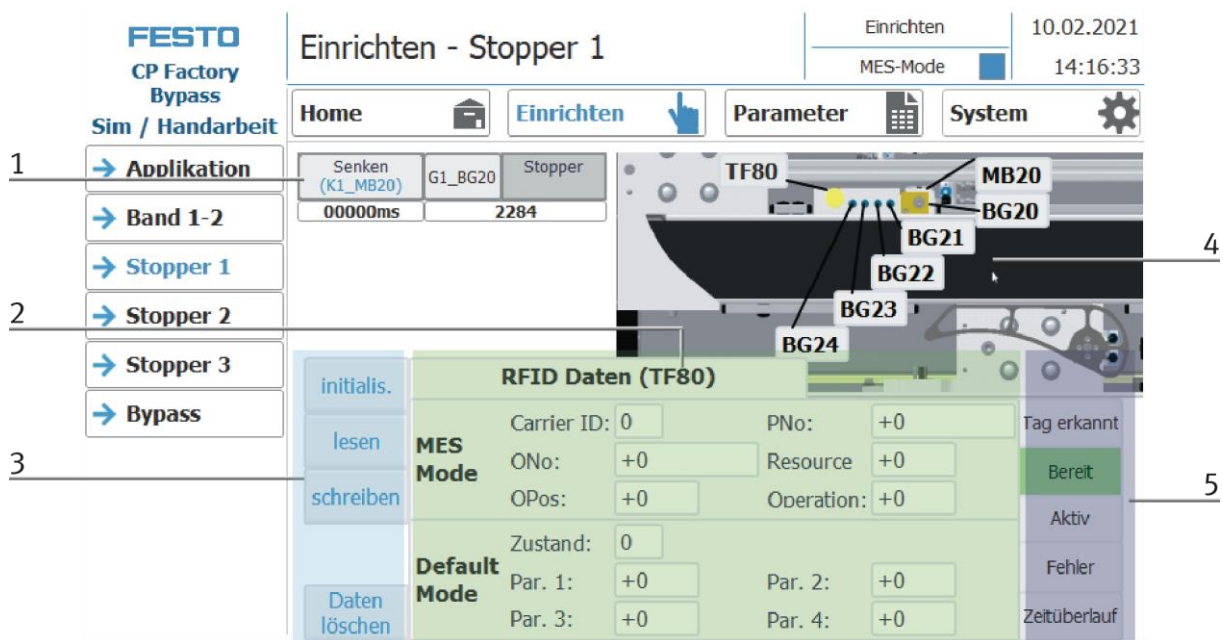 FESTO
CP Factory
Bypass
Sim / Handarbeit
Einrichten - Stopper 1
Einrichten
MES-Mode
10.02.2021
14:16:33
Home
Einrichten
Parameter
System
1
Applikation
Band 1-2
Stopper 1
2
Stopper 2
Stopper 3
Bypass
Senken
(K1_MB20)
G1_BG20
Stopper
00000ms
2284
TF80
MB20
BG20
BG21
BG22
BG23
BG24
4
3
initialis.
lesen
schreiben
Daten
löschen
RFID Daten (TF80)
MES
Mode
Carrier ID: 0
PNo: +0
ONo: +0
Resource +0
OPos: +0
Operation: +0
Default
Mode
Zustand: 0
Par. 1: +0
Par. 2: +0
Par. 3: +0
Par. 4: +0
Tag erkannt
Bereit
Aktiv
Fehler
Zeitüberlauf
5